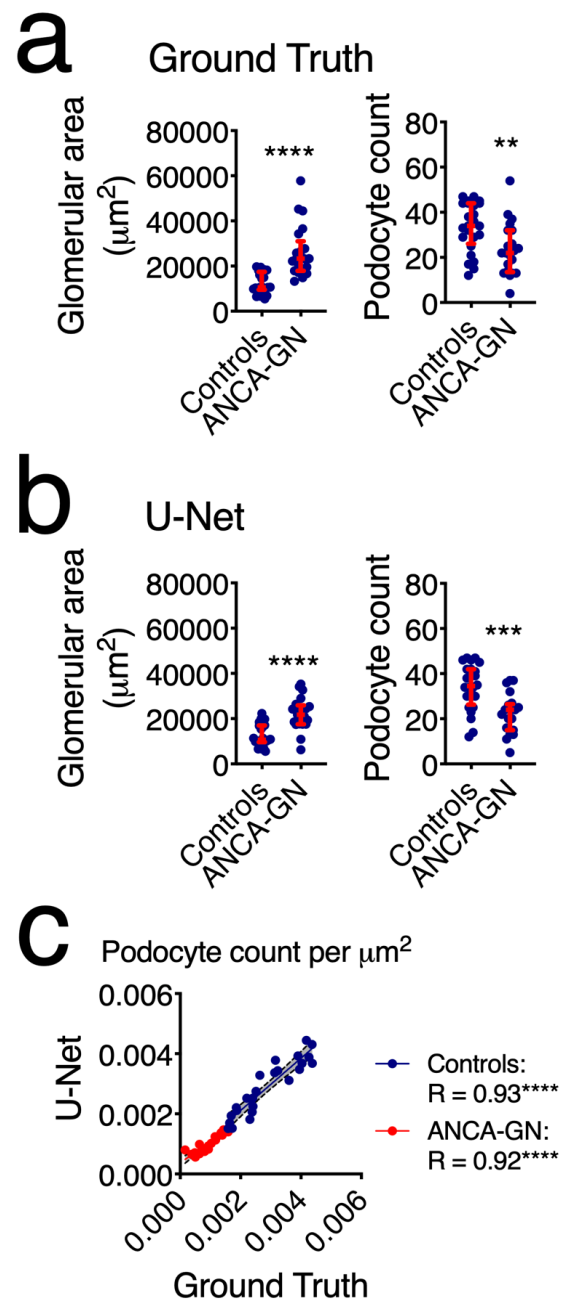 a
Ground Truth
Glomerular area
(μm²)
80000
60000
40000
20000
0
****
Controls
ANCA-GN
Podocyte count
80
60
40
20
0
**
Controls
ANCA-GN
b
U-Net
Glomerular area
(μm²)
80000
60000
40000
20000
0
****
Controls
ANCA-GN
Podocyte count
80
60
40
20
0
***
Controls
ANCA-GN
c
Podocyte count per μm²
U-Net
0.006
0.004
0.002
0.000
0.000
0.002
0.004
0.006
Ground Truth
Controls:
R = 0.93****
ANCA-GN:
R = 0.92****